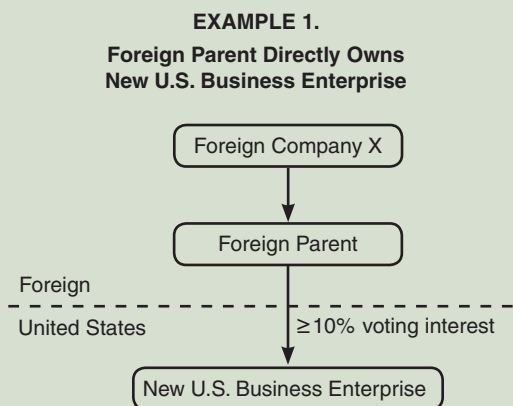 EXAMPLE 1.
Foreign Parent Directly Owns
New U.S. Business Enterprise
Foreign Company X
Foreign Parent
Foreign
United States
≥10% voting interest
New U.S. Business Enterprise